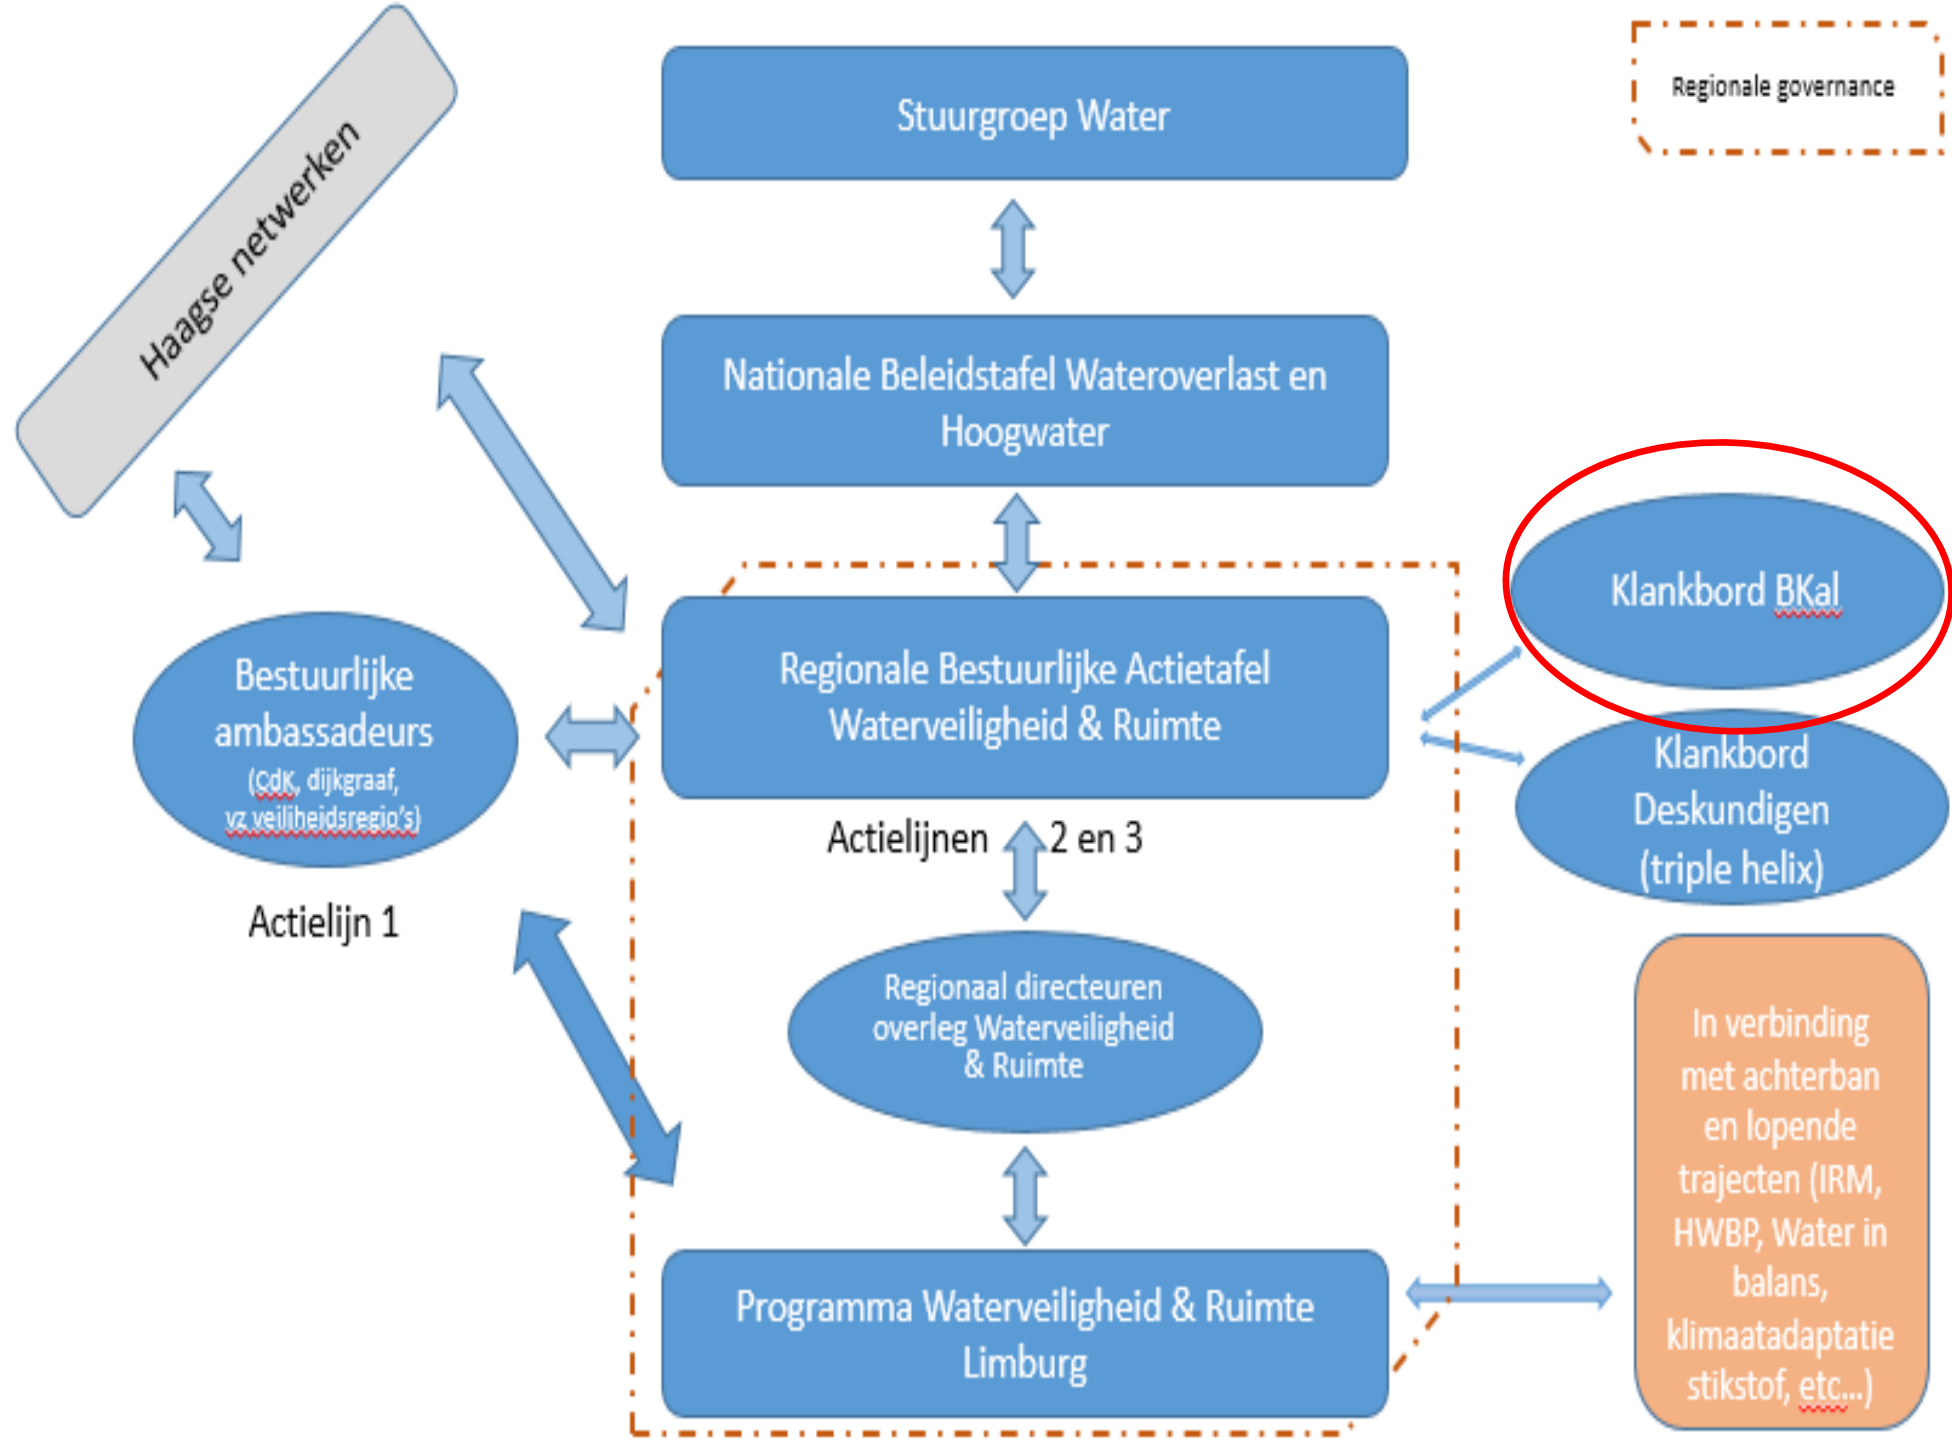 Haagse netwerken
Stuurgroep Water
Regionale governance
Nationale Beleidstafel Wateroverlast en
Hoogwater
Regionale Bestuurlijke Actietafel
Waterveiligheid & Ruimte
Klankbord BKal
Klankbord
Deskundigen
(triple helix)
Bestuurlijke
ambassadeurs
(CdK, dijkgraaf,
vz veiliheidsregio's)
Actielijn 1
Actielijnen 2 en 3
Regionaal directeuren
overleg Waterveiligheid
& Ruimte
Programma Waterveiligheid & Ruimte
Limburg
In verbinding
met achterban
en lopende
trajecten (IRM,
HWBP, Water in
balans,
klimaatadaptatie
stikstof, etc...)